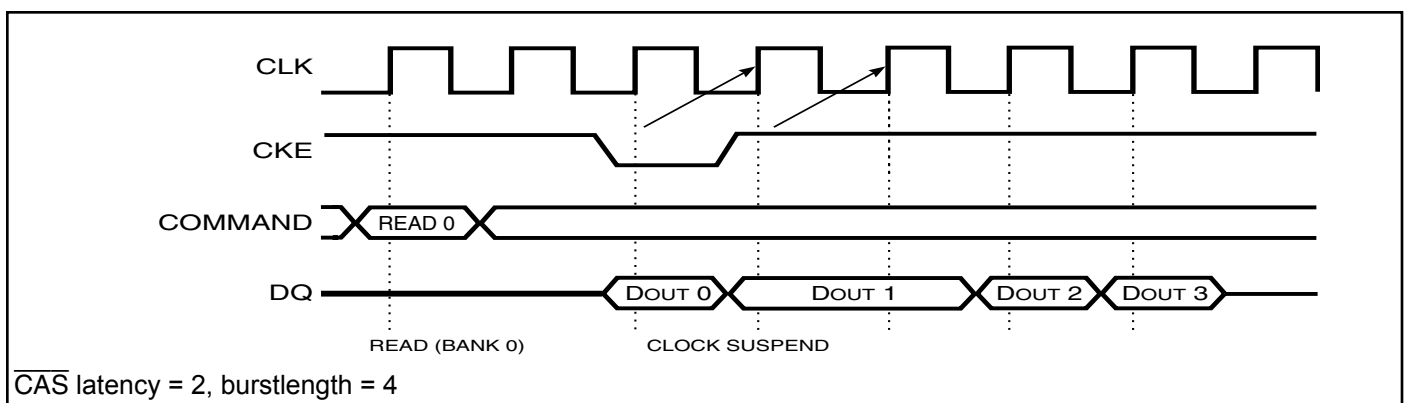 CLK
CKE
COMMAND READ 0
DQ DOUT 0 DOUT 1 DOUT 2 DOUT 3
READ (BANK 0) CLOCK SUSPEND
CAS latency = 2, burstlength = 4